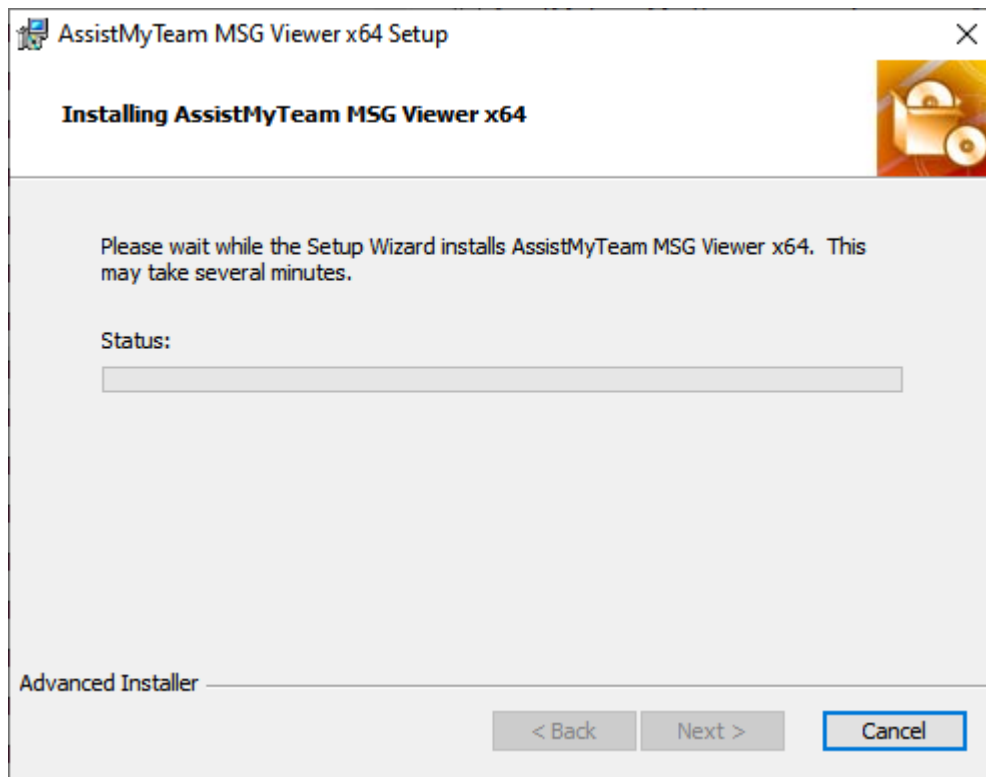 AssistMyTeam MSG Viewer x64 Setup
Installing AssistMyTeam MSG Viewer x64
Please wait while the Setup Wizard installs AssistMyTeam MSG Viewer x64. This
may take several minutes.
Status:
Advanced Installer
< Back
Next >
Cancel